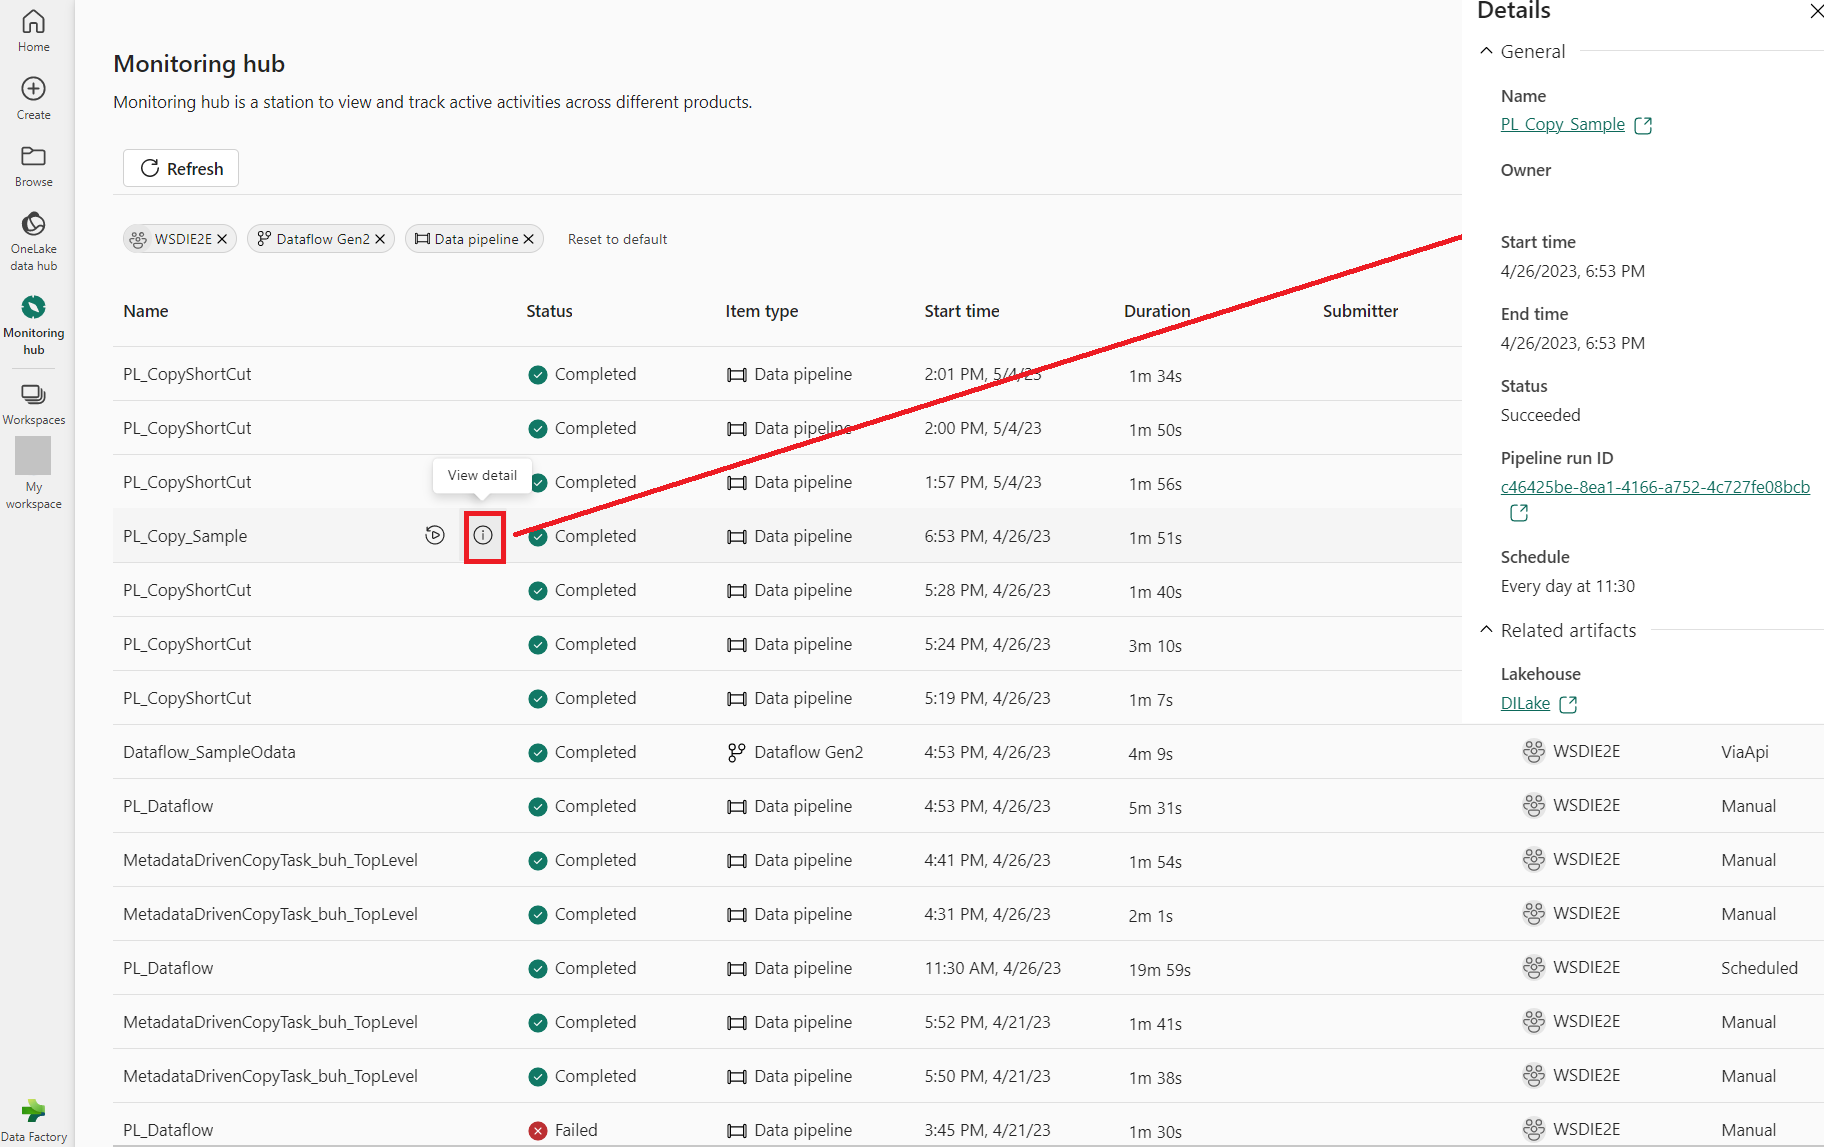 Home
Create
Browse
OneLake
data hub
Monitoring
hub
Workspaces
My
workspace
Data Factory
Monitoring hub
Monitoring hub is a station to view and track active activities across different products.
Refresh
WSDIE2E Dataflow Gen2 Data pipeline Reset to default
Name Status Item type Start time Duration Submitter
PL_CopyShortCut Completed Data pipeline 2:01 PM, 5/4/23 1m 34s
PL_CopyShortCut Completed Data pipeline 2:00 PM, 5/4/23 1m 50s
View detail
PL_CopyShortCut Completed Data pipeline 1:57 PM, 5/4/23 1m 56s
PL_Copy_Sample Completed Data pipeline 6:53 PM, 4/26/23 1m 51s
PL_CopyShortCut Completed Data pipeline 5:28 PM, 4/26/23 1m 40s
PL_CopyShortCut Completed Data pipeline 5:24 PM, 4/26/23 3m 10s
PL_CopyShortCut Completed Data pipeline 5:19 PM, 4/26/23 1m 7s
Dataflow_SampleOdata Completed Dataflow Gen2 4:53 PM, 4/26/23 4m 9s WSDIE2E ViaApi
PL_Dataflow Completed Data pipeline 4:53 PM, 4/26/23 5m 31s WSDIE2E Manual
MetadataDrivenCopyTask_buh_TopLevel Completed Data pipeline 4:41 PM, 4/26/23 1m 54s WSDIE2E Manual
MetadataDrivenCopyTask_buh_TopLevel Completed Data pipeline 4:31 PM, 4/26/23 2m 1s WSDIE2E Manual
PL_Dataflow Completed Data pipeline 11:30 AM, 4/26/23 19m 59s WSDIE2E Scheduled
MetadataDrivenCopyTask_buh_TopLevel Completed Data pipeline 5:52 PM, 4/21/23 1m 41s WSDIE2E Manual
MetadataDrivenCopyTask_buh_TopLevel Completed Data pipeline 5:50 PM, 4/21/23 1m 38s WSDIE2E Manual
PL_Dataflow Failed Data pipeline 3:45 PM, 4/21/23 1m 30s WSDIE2E Manual
Details
General
Name
PL_Copy_Sample
Owner
Start time
4/26/2023, 6:53 PM
End time
4/26/2023, 6:53 PM
Status
Succeeded
Pipeline run ID
c46425be-8ea1-4166-a752-4c727fe08bcb
Schedule
Every day at 11:30
Related artifacts
Lakehouse
DILake